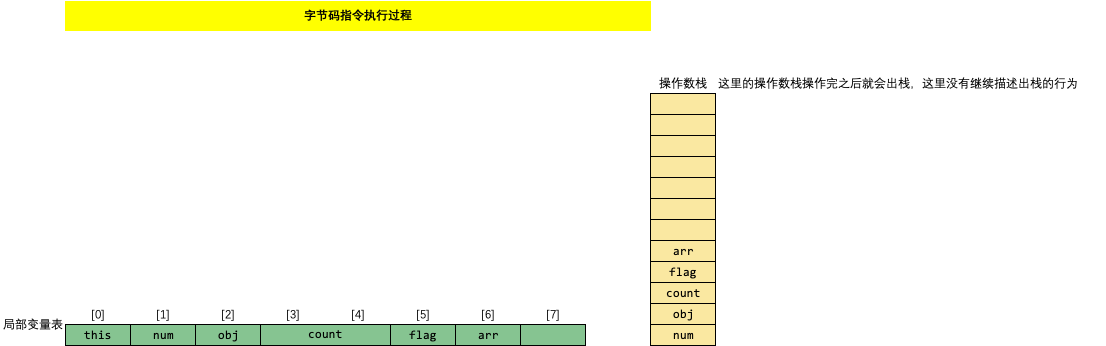 字节码指令执行过程
操作数栈 这里的操作数栈操作完之后就会出栈，这里没有继续描述出栈的行为
arr
flag
count
obj
num
[0] [1] [2] [3] [4] [5] [6] [7]
局部变量表 this num obj count flag arr